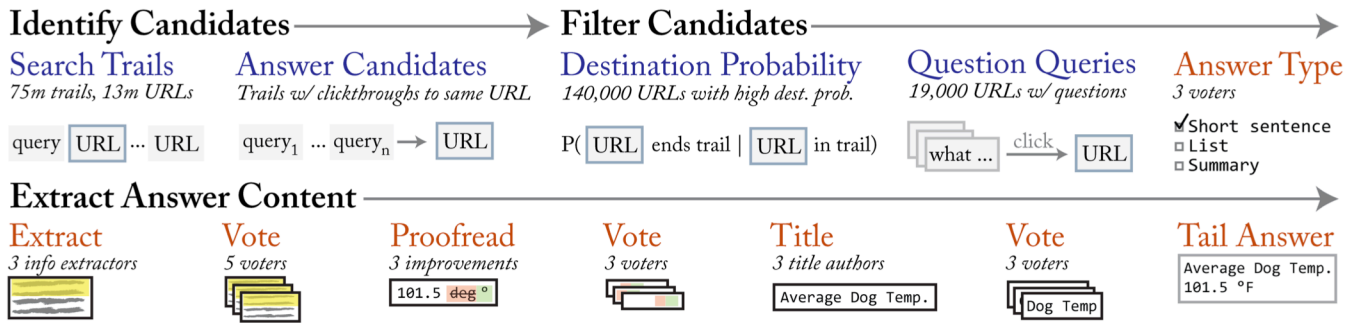 Identify Candidates
Filter Candidates
Search Trails
75m trails, 13m URLs
query URL ... URL
Answer Candidates
Trails w/ clickthroughs to same URL
query1 ... queryn URL
Destination Probability
140,000 URLs with high dest. prob.
P( URL ends trail | URL in trail)
Question Queries
19,000 URLs w/ questions
what ... click URL
Answer Type
3 voters
Short sentence
List
Summary
Extract Answer Content
Extract
3 info extractors
Vote
5 voters
Proofread
3 improvements
101.5 deg °
Vote
3 voters
Title
3 title authors
Average Dog Temp.
Vote
3 voters
Dog Temp
Tail Answer
Average Dog Temp.
101.5 °F